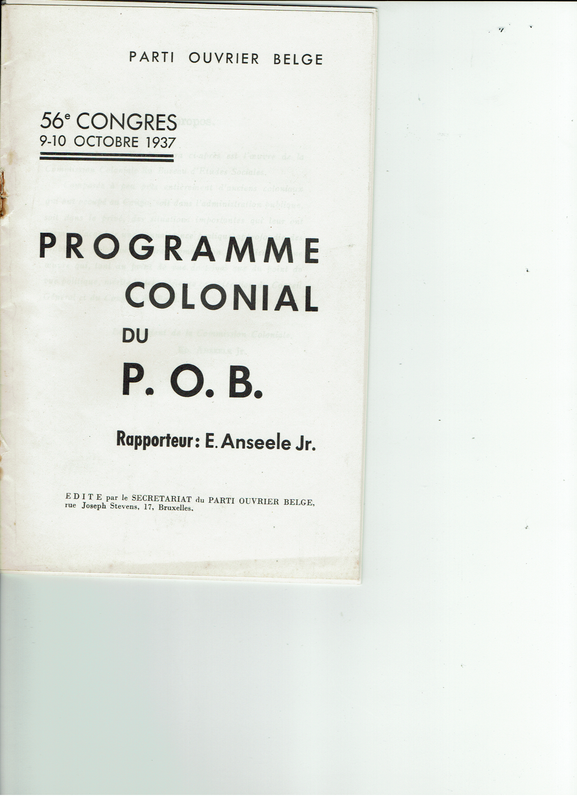 PARTI OUVRIER BELGE
56e CONGRES
9-10 OCTOBRE 1937
PROGRAMME
COLONIAL
DU
P. O. B.
Rapporteur: E. Anseele Jr.
EDITE par le SECRETARIAT du PARTI OUVRIER BELGE,
rue Joseph Stevens, 17, Bruxelles.